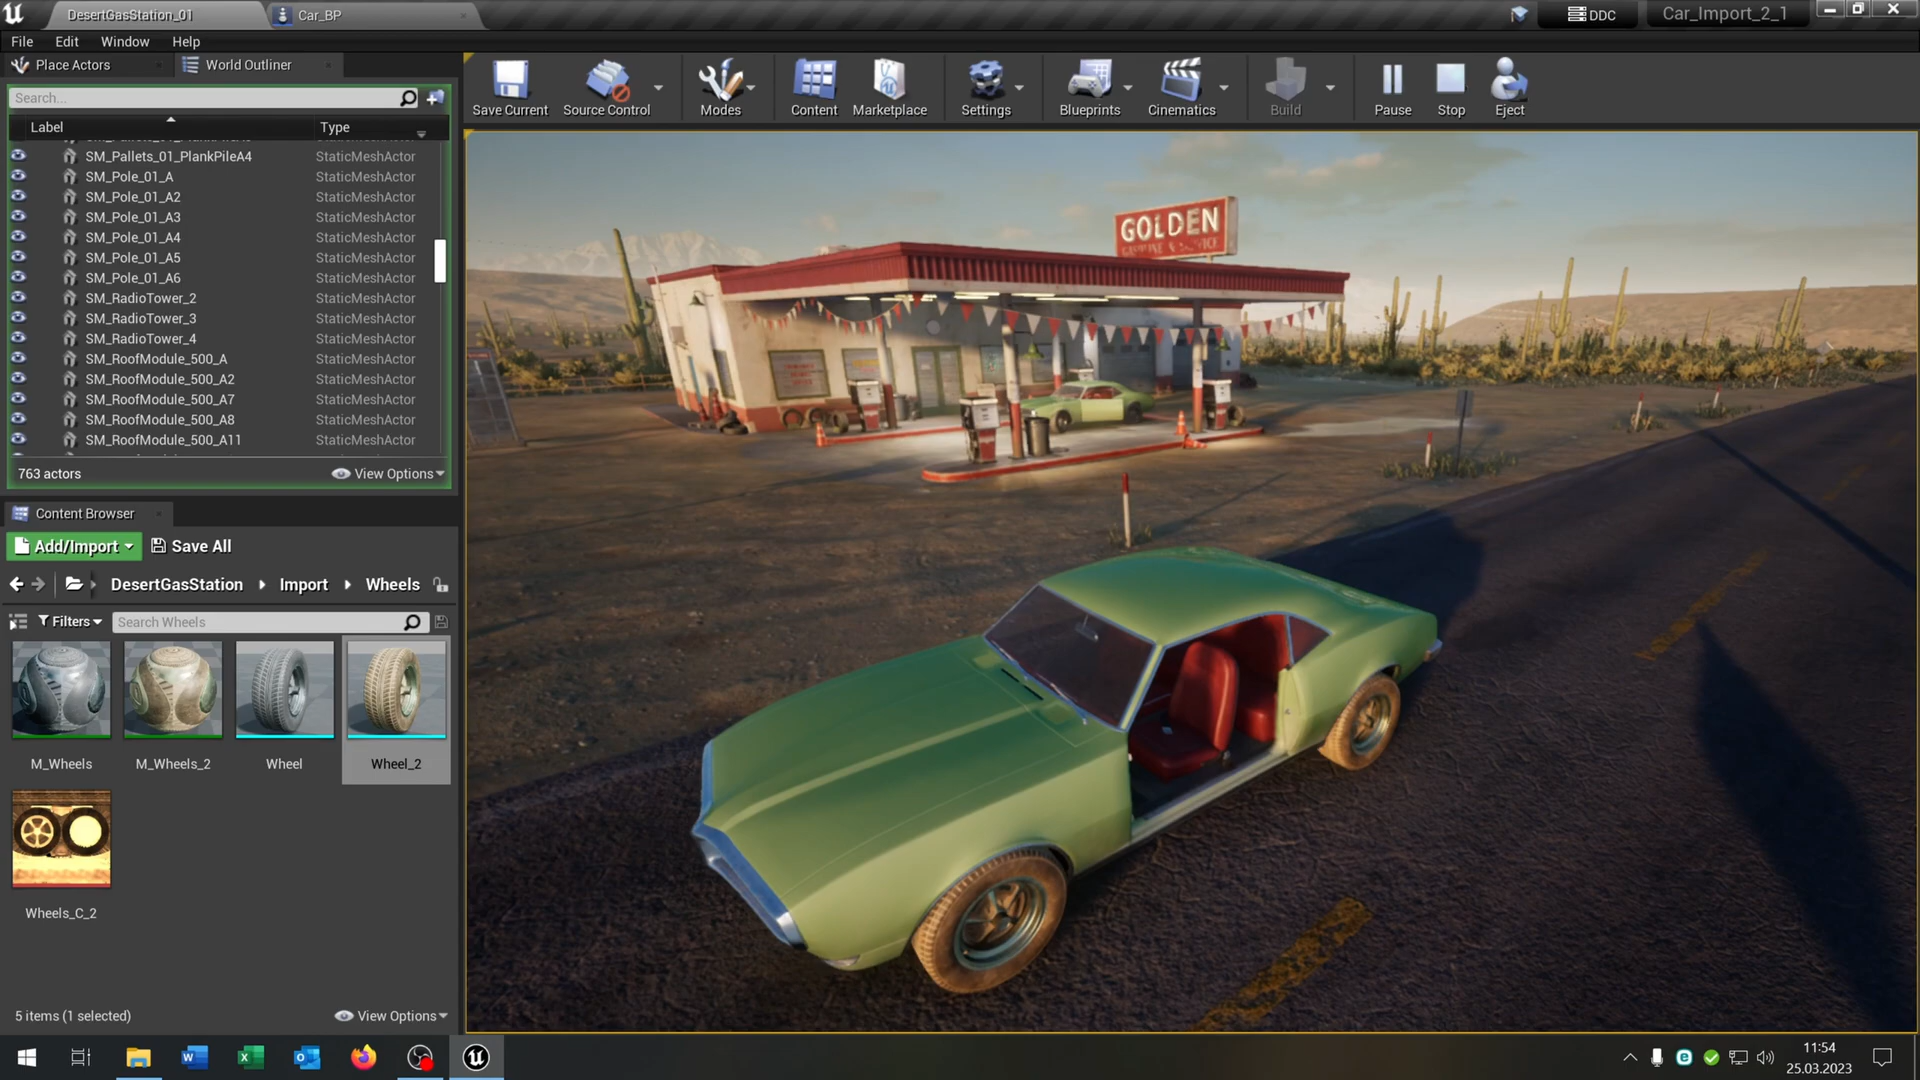 DesertGasStation_01
Car_BP
DDC
Car_Import_2_1
File Edit Window Help
Place Actors
World Outliner
Search...
Label
Type
SM_Pallets_01_PlankPileA4 StaticMeshActor
SM_Pole_01_A StaticMeshActor
SM_Pole_01_A2 StaticMeshActor
SM_Pole_01_A3 StaticMeshActor
SM_Pole_01_A4 StaticMeshActor
SM_Pole_01_A5 StaticMeshActor
SM_Pole_01_A6 StaticMeshActor
SM_RadioTower_2 StaticMeshActor
SM_RadioTower_3 StaticMeshActor
SM_RadioTower_4 StaticMeshActor
SM_RoofModule_500_A StaticMeshActor
SM_RoofModule_500_A2 StaticMeshActor
SM_RoofModule_500_A7 StaticMeshActor
SM_RoofModule_500_A8 StaticMeshActor
SM_RoofModule_500_A11 StaticMeshActor
763 actors
View Options
Save Current
Source Control
Modes
Content
Marketplace
Settings
Blueprints
Cinematics
Build
Pause
Stop
Eject
GOLDEN
Content Browser
Add/Import
Save All
DesertGasStation
Import
Wheels
Filters
Search Wheels
M_Wheels
M_Wheels_2
Wheel
Wheel_2
Wheels_C_2
5 items (1 selected)
View Options
11:54
25.03.2023